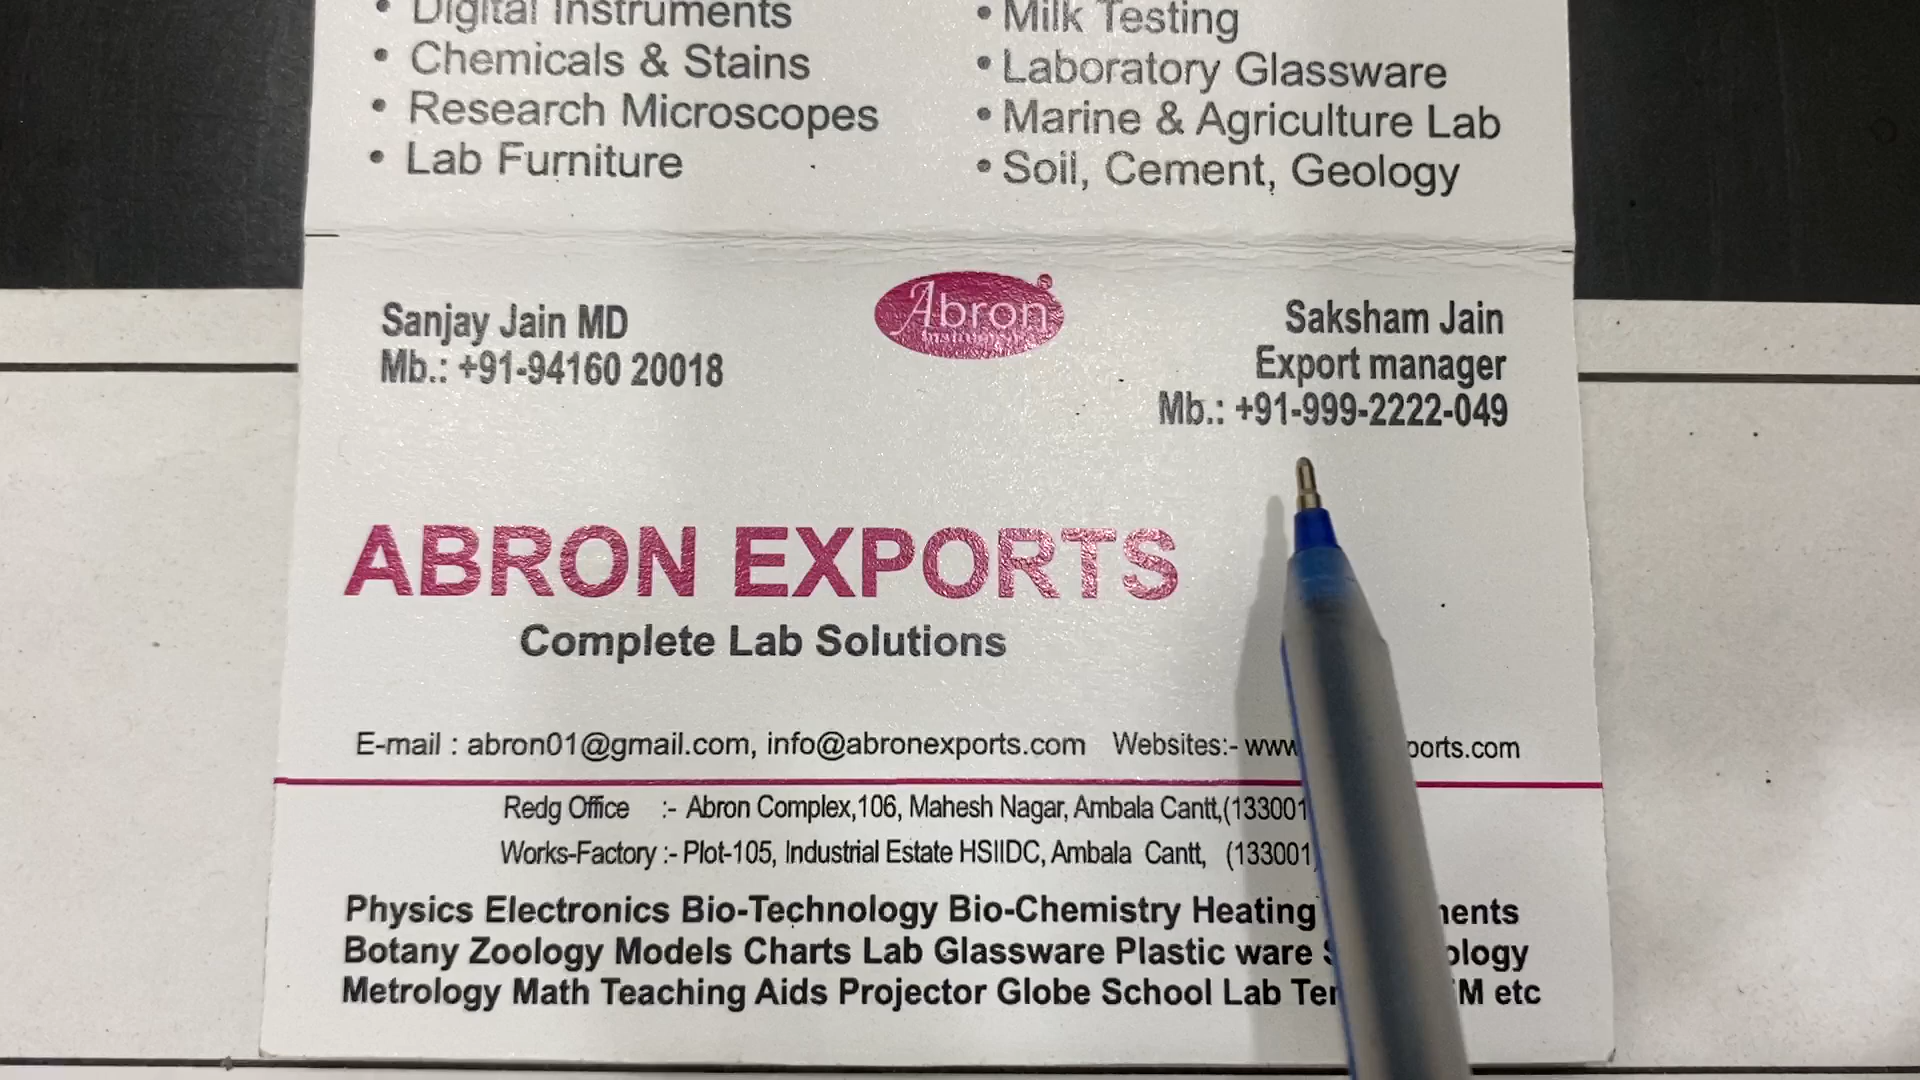 • Digital Instruments
• Chemicals & Stains
• Research Microscopes
• Lab Furniture
• Milk Testing
• Laboratory Glassware
• Marine & Agriculture Lab
• Soil, Cement, Geology
Sanjay Jain MD
Mb.: +91-94160 20018
Abron
Saksham Jain
Export manager
Mb.: +91-999-2222-049
ABRON EXPORTS
Complete Lab Solutions
E-mail : abron01@gmail.com, info@abronexports.com Websites:- www ports.com
Redg Office :- Abron Complex,106, Mahesh Nagar, Ambala Cantt,(133001
Works-Factory :- Plot-105, Industrial Estate HSIIDC, Ambala Cantt, (133001
Physics Electronics Bio-Technology Bio-Chemistry Heating
Botany Zoology Models Charts Lab Glassware Plastic ware
Metrology Math Teaching Aids Projector Globe School Lab etc